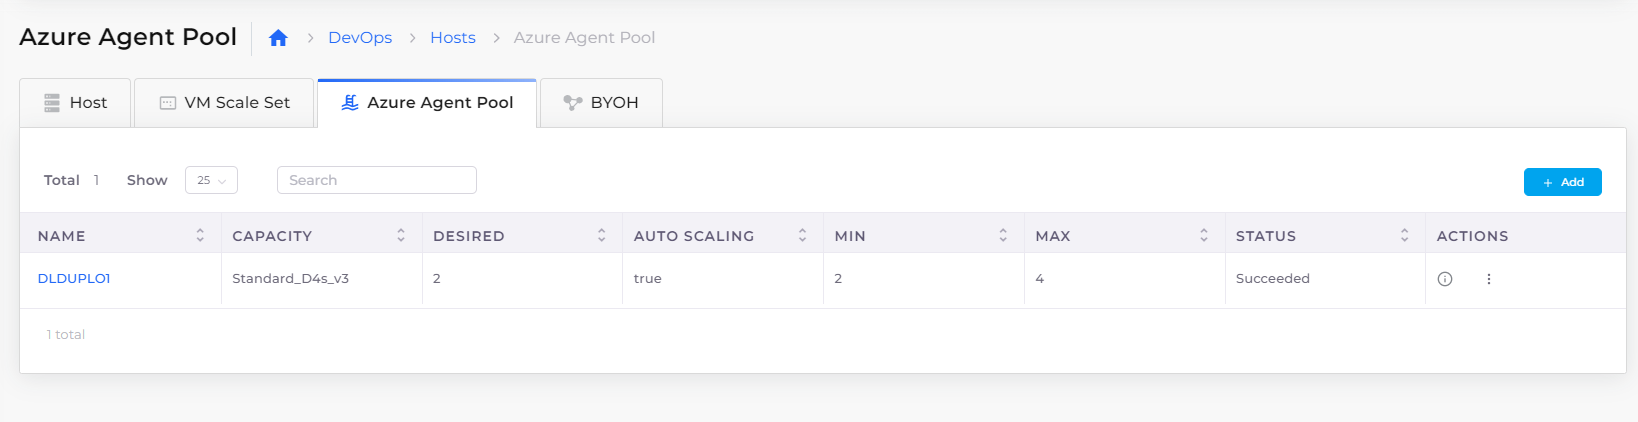 Azure Agent Pool DevOps Hosts Azure Agent Pool
Host VM Scale Set Azure Agent Pool BYOH
Total 1 Show 25 Search + Add
NAME CAPACITY DESIRED AUTO SCALING MIN MAX STATUS ACTIONS
DLDUPLO1 Standard_D4s_v3 2 true 2 4 Succeeded
1 total